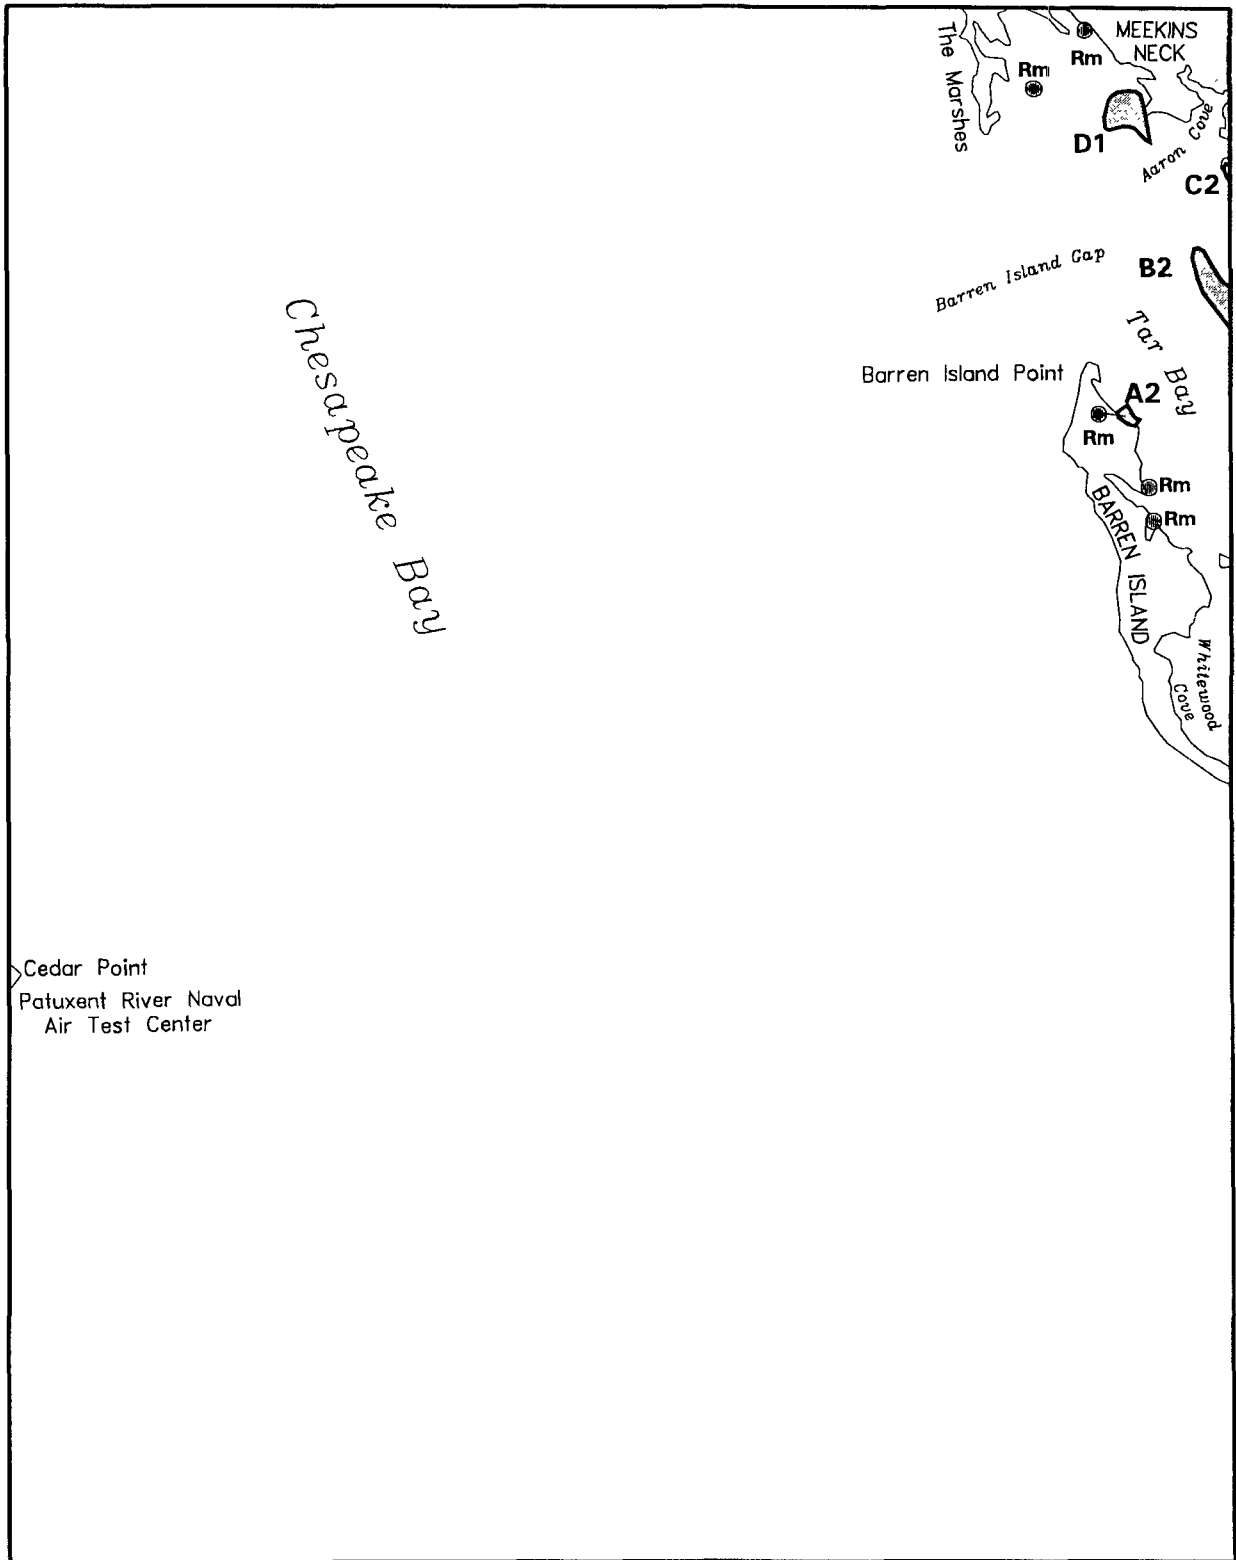 MEEKINS
NECK
Rm
Rm
The Marshes
D1
Aaron Cove
C2
Barren Island Gap
B2
Chesapeake Bay
Tar Bay
Barren Island Point
A2
Rm
Rm
Rm
BARREN ISLAND
Whitewood
Cove
Cedar Point
Patuxent River Naval
Air Test Center